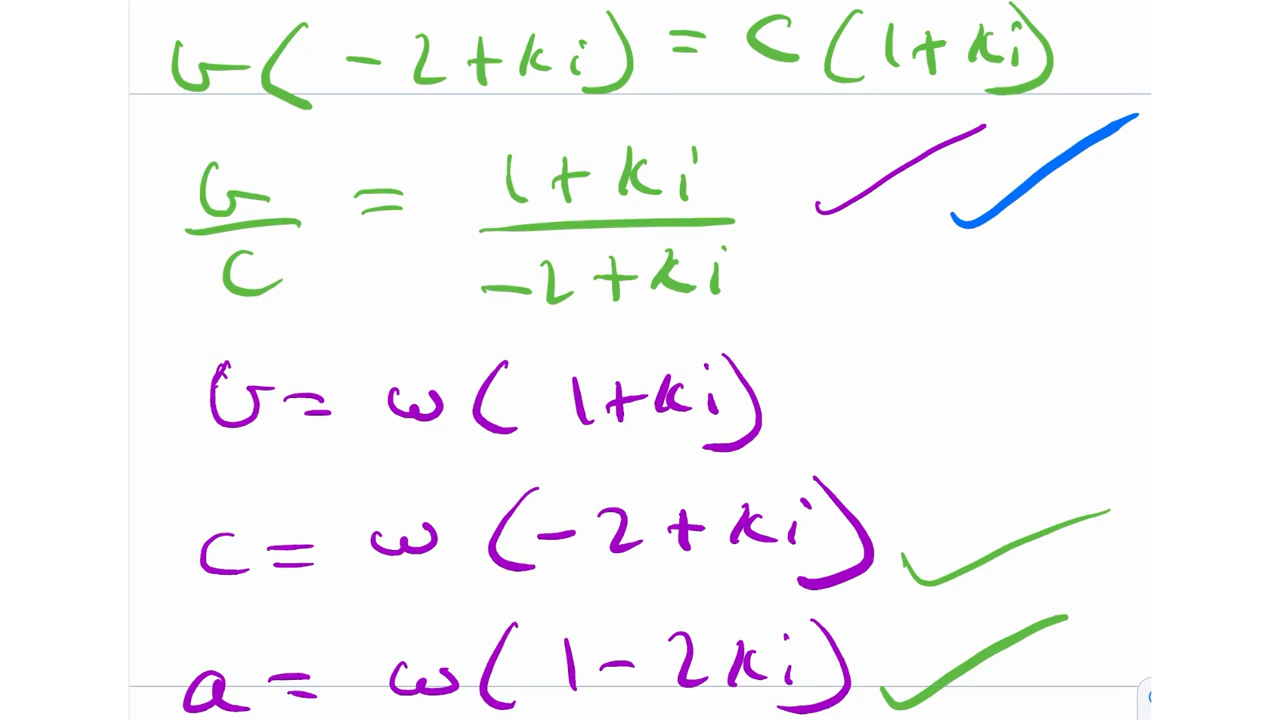 b(-2+ki) = c(1+ki)
b/c = (1+ki)/(-2+ki)
b = ω(1+ki)
c = ω(-2+ki)
a = ω(1-2ki)